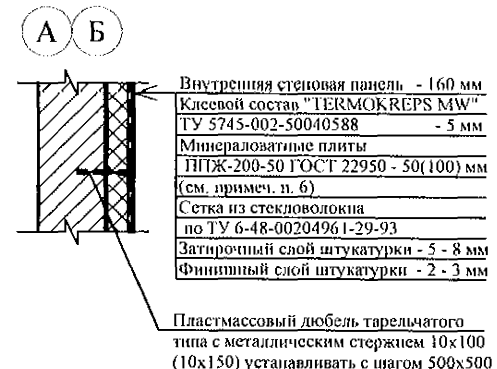 А Б
Внутренняя стеновая панель - 160 мм
Клеевой состав "TERMOKREPS MW"
ТУ 5745-002-50040588 - 5 мм
Минераловатные плиты
ППЖ-200-50 ГОСТ 22950 - 50(100) мм
(см. примеч. п. 6)
Сетка из стекловолокна
по ТУ 6-48-00204961-29-93
Затирочный слой штукатурки - 5 - 8 мм
Финишный слой штукатурки - 2 - 3 мм
Пластмассовый дюбель тарельчатого
типа с металлическим стержнем 10х100
(10х150) устанавливать с шагом 500х500